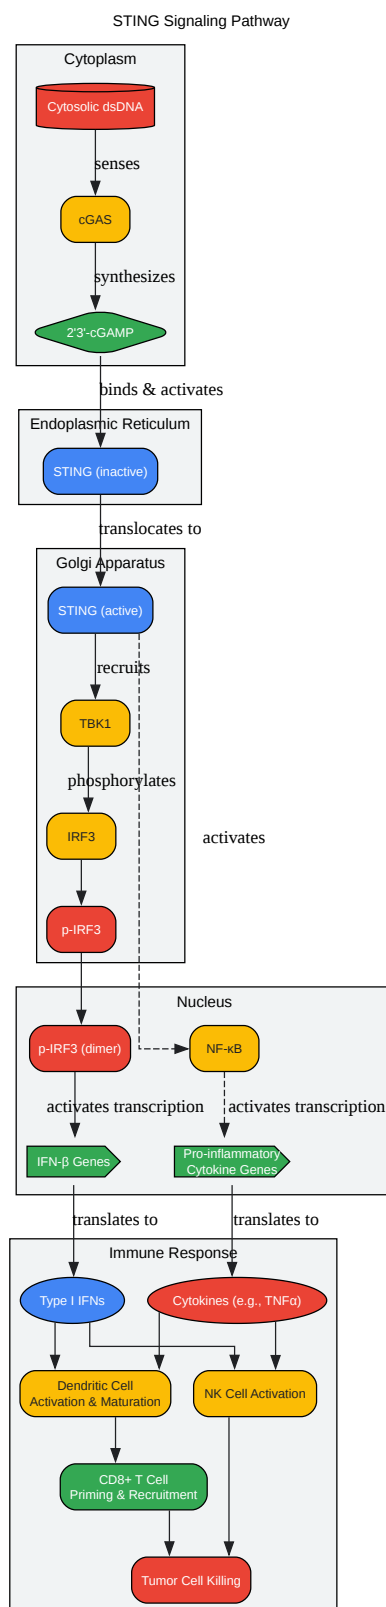 STING Signaling Pathway
Cytoplasm
Cytosolic dsDNA
senses
cGAS
synthesizes
2'3'-cGAMP
binds & activates
Endoplasmic Reticulum
STING (inactive)
translocates to
Golgi Apparatus
STING (active)
recruits
TBK1
phosphorylates
IRF3
activates
p-IRF3
Nucleus
p-IRF3 (dimer)
NF-κB
activates transcription
activates transcription
IFN-β Genes
Pro-inflammatory
Cytokine Genes
translates to
translates to
Immune Response
Type I IFNs
Cytokines (e.g., TNFα)
Dendritic Cell
Activation & Maturation
NK Cell Activation
CD8+ T Cell
Priming & Recruitment
Tumor Cell Killing